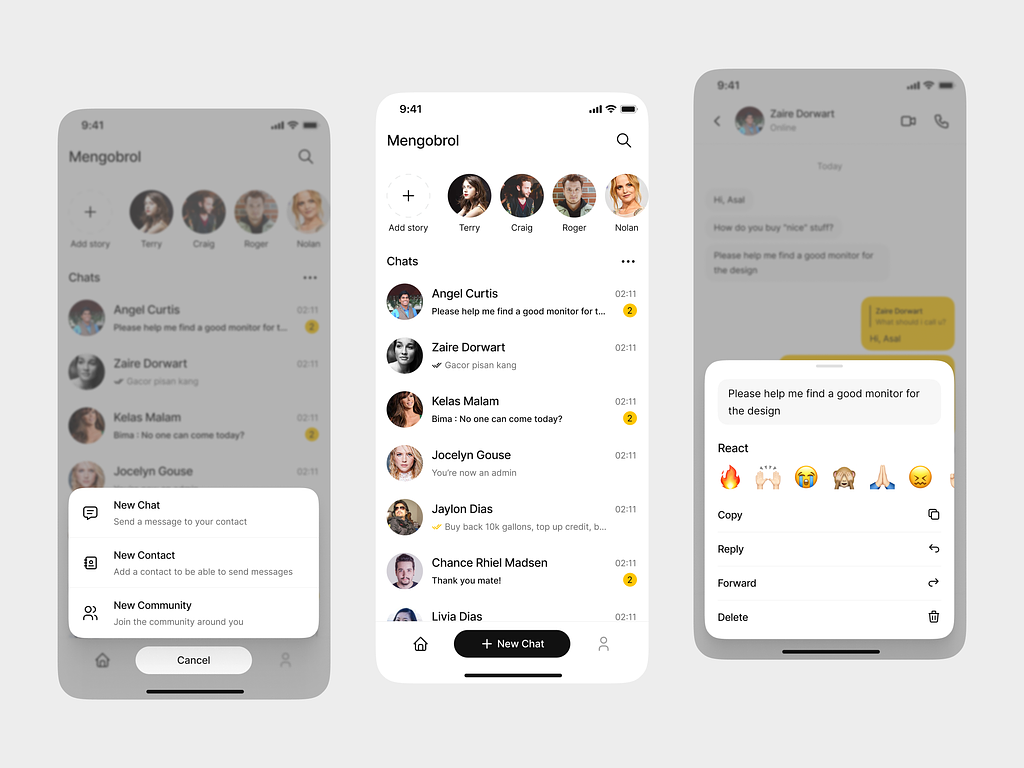 9:41
Mengobrol
Add story
Terry
Craig
Roger
Nolan
Chats
Angel Curtis
02:11
Please help me find a good monitor for t...
2
Zaire Dorwart
02:11
Gacor pisan kang
Kelas Malam
02:11
Bima : No one can come today?
2
Jocelyn Gouse
02:11
New Chat
Send a message to your contact
New Contact
Add a contact to be able to send messages
New Community
Join the community around you
Cancel
9:41
Mengobrol
Add story
Terry
Craig
Roger
Nolan
Chats
Angel Curtis
02:11
Please help me find a good monitor for t...
2
Zaire Dorwart
02:11
Gacor pisan kang
Kelas Malam
02:11
Bima : No one can come today?
2
Jocelyn Gouse
02:11
You're now an admin
Jaylon Dias
02:11
Buy back 10k gallons, top up credit, b...
Chance Rhiel Madsen
02:11
Thank you mate!
2
Livia Dias
02:11
New Chat
9:41
Zaire Dorwart
Online
Today
Hi, Asal
How do you buy "nice" stuff?
Please help me find a good monitor for
the design
Zaire Dorwart
What should i call u?
Hi, Asal
Please help me find a good monitor for
the design
React
Copy
Reply
Forward
Delete